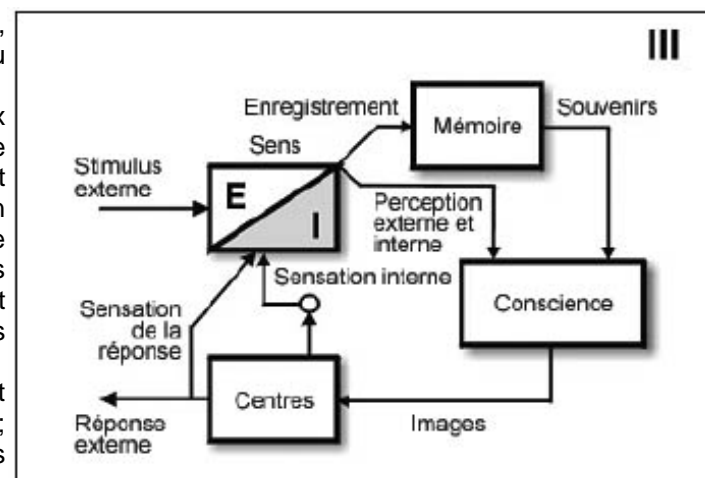 III
Enregistrement
Mémoire
Souvenirs
Sens
Stimulus
externe
E
I
Perception
externe et
interne
Sensation interne
Conscience
Sensation
de la
réponse
Centres
Réponse
externe
Images
,
u
x
e
t
n
e
s
t
s
t
;
s